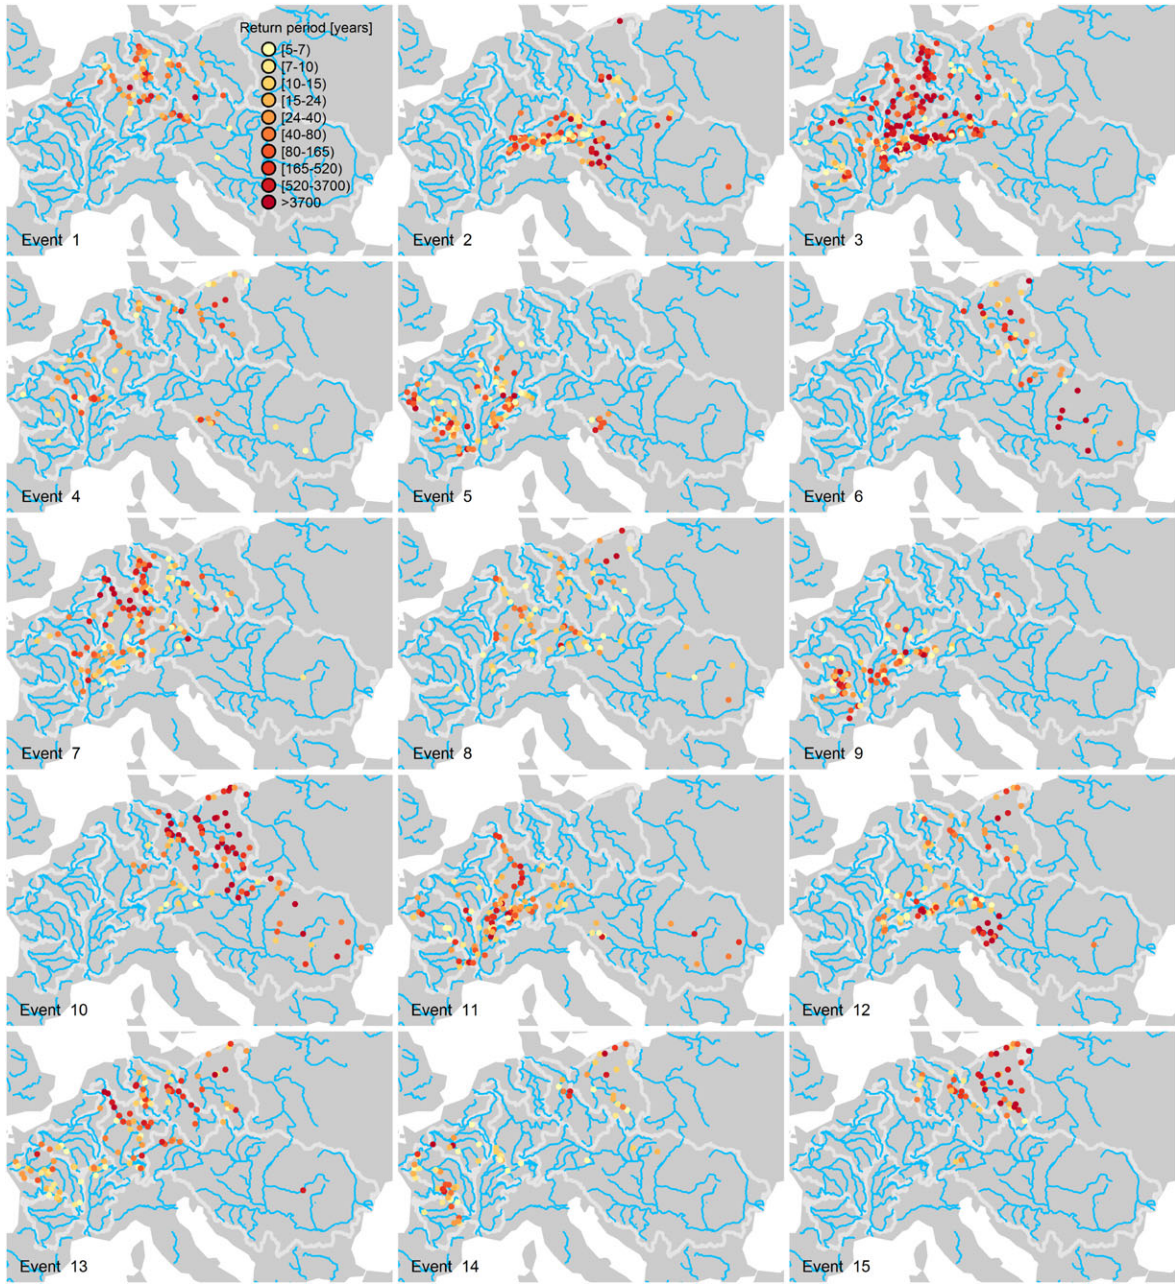 Return period [years]
[5-7)
[7-10)
[10-15)
[15-24)
[24-40)
[40-80)
[80-165)
[165-520)
[520-3700)
>3700
Event 1
Event 2
Event 3
Event 4
Event 5
Event 6
Event 7
Event 8
Event 9
Event 10
Event 11
Event 12
Event 13
Event 14
Event 15